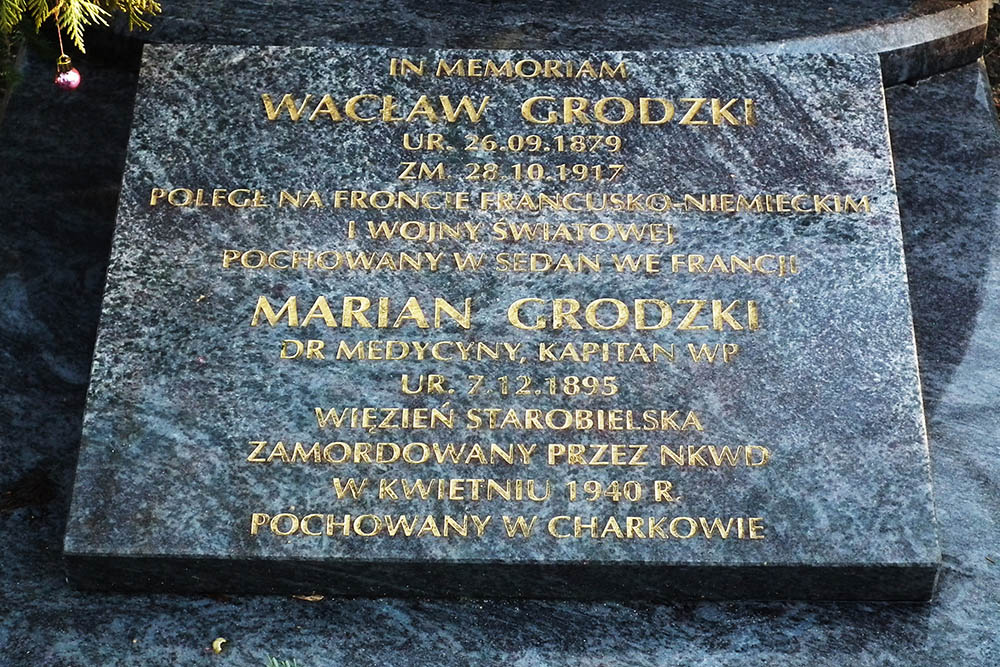 IN MEMORIAM
WACŁAW GRODZKI
UR. 26.09.1879
ZM. 28.10.1917
POLEGŁ NA FRONCIE FRANCUSKO-NIEMIECKIM
I WOJNY ŚWIATOWEJ
POCHOWANY W SEDAN WE FRANCJI
MARIAN GRODZKI
DR MEDYCYNY, KAPITAN WP
UR. 7.12.1895
WIĘZIEŃ STAROBIELSKA
ZAMORDOWANY PRZEZ NKWD
W KWIETNIU 1940 R.
POCHOWANY W CHARKOWIE